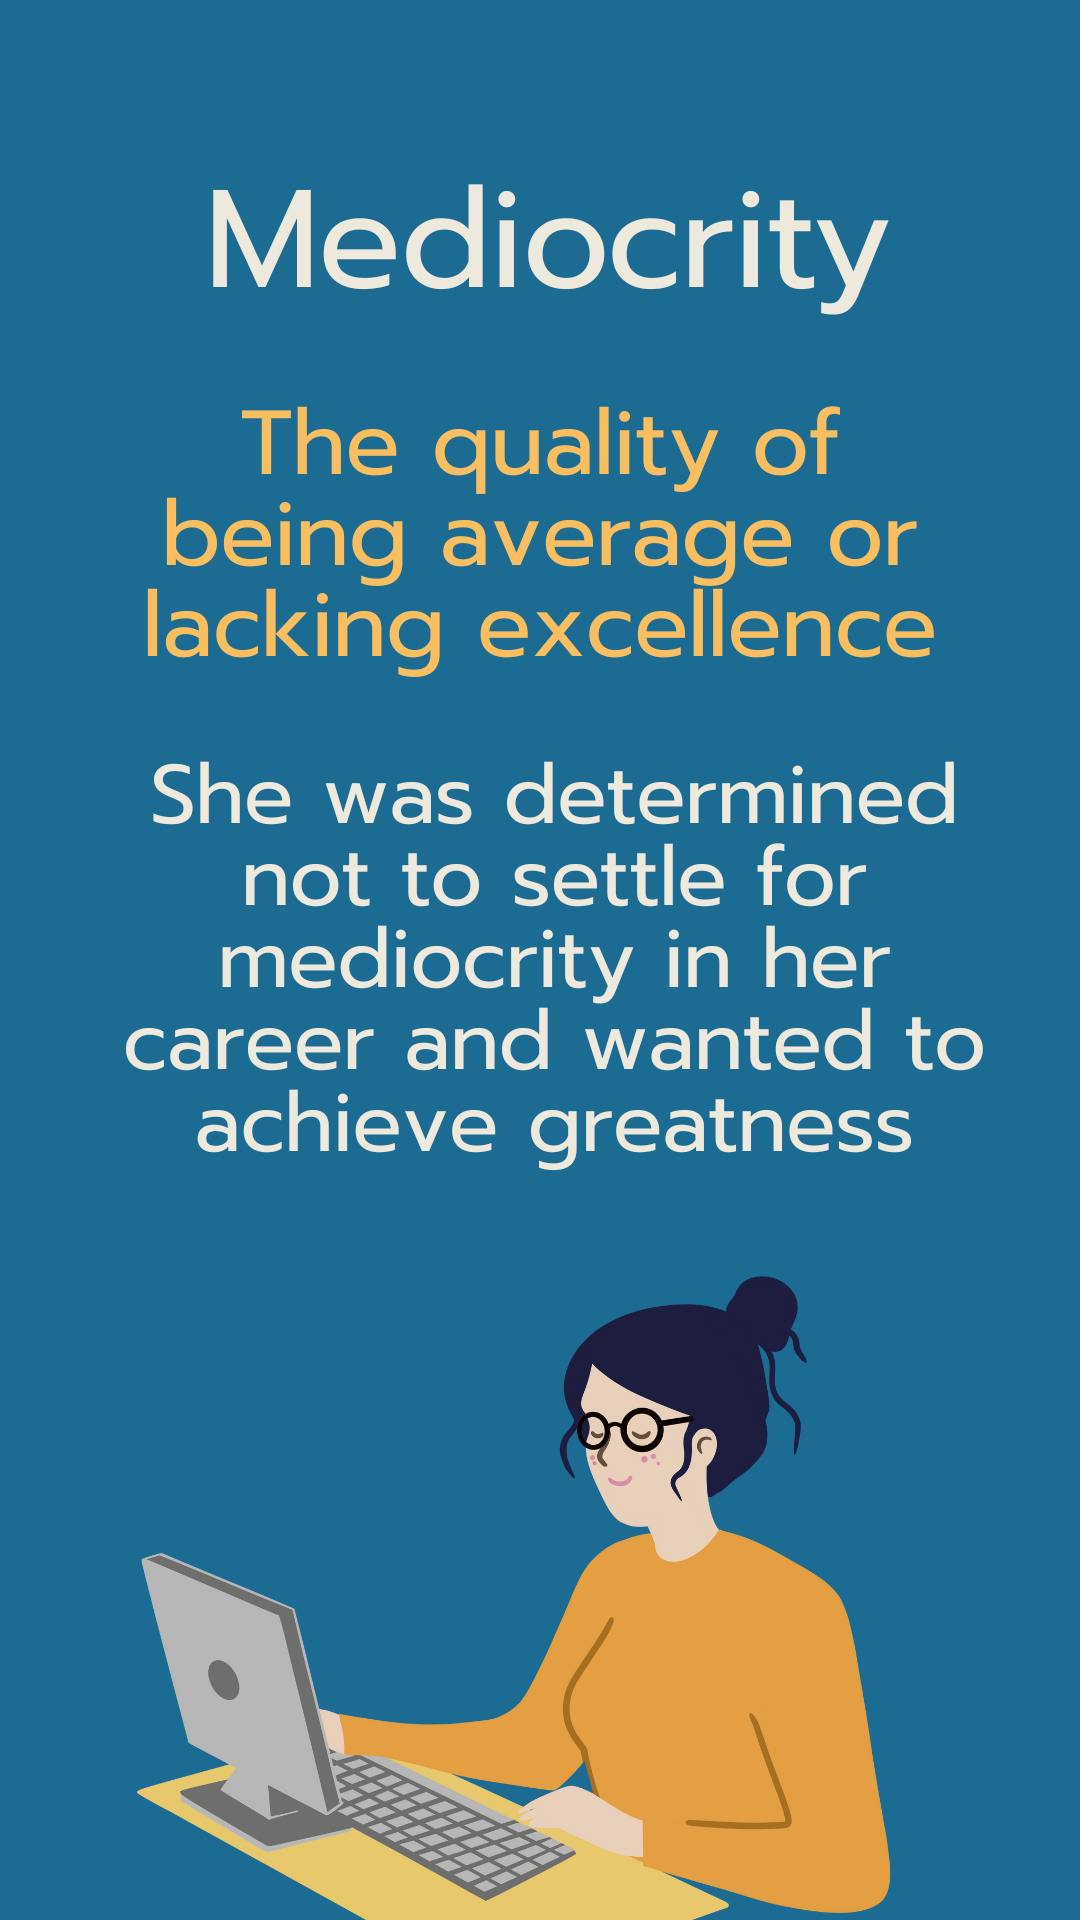 Mediocrity
The quality of
being average or
lacking excellence
She was determined
not to settle for
mediocrity in her
career and wanted to
achieve greatness